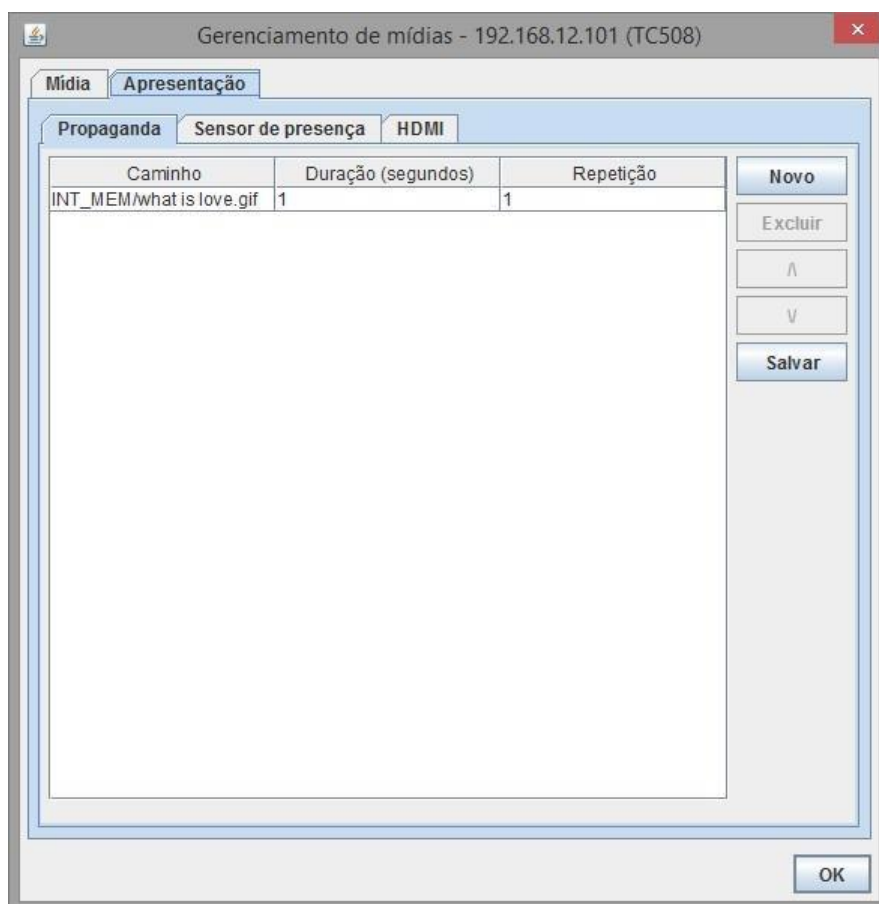 Gerenciamento de mídias - 192.168.12.101 (TC508)
Mídia Apresentação
Propaganda Sensor de presença HDMI
Caminho Duração (segundos) Repetição
INT_MEM/what is love.gif 1 1
Novo
Excluir
Λ
V
Salvar
OK